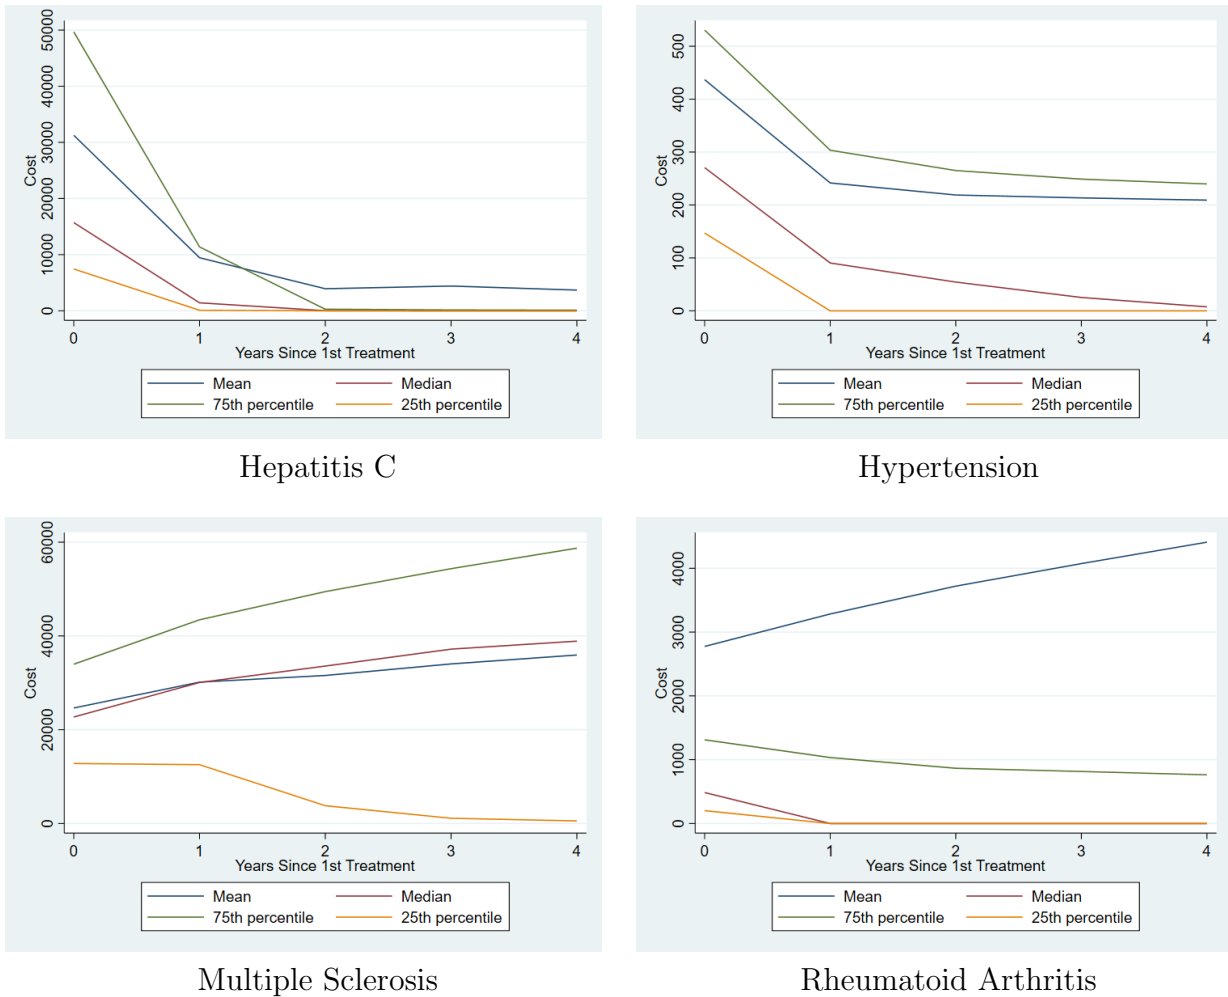 Cost
50000
40000
30000
20000
10000
0
0 1 2 3 4
Years Since 1st Treatment
Mean Median
75th percentile 25th percentile
Hepatitis C
Cost
500
400
300
200
100
0
0 1 2 3 4
Years Since 1st Treatment
Mean Median
75th percentile 25th percentile
Hypertension
Cost
60000
40000
20000
0
0 1 2 3 4
Years Since 1st Treatment
Mean Median
75th percentile 25th percentile
Multiple Sclerosis
Cost
4000
3000
2000
1000
0
0 1 2 3 4
Years Since 1st Treatment
Mean Median
75th percentile 25th percentile
Rheumatoid Arthritis